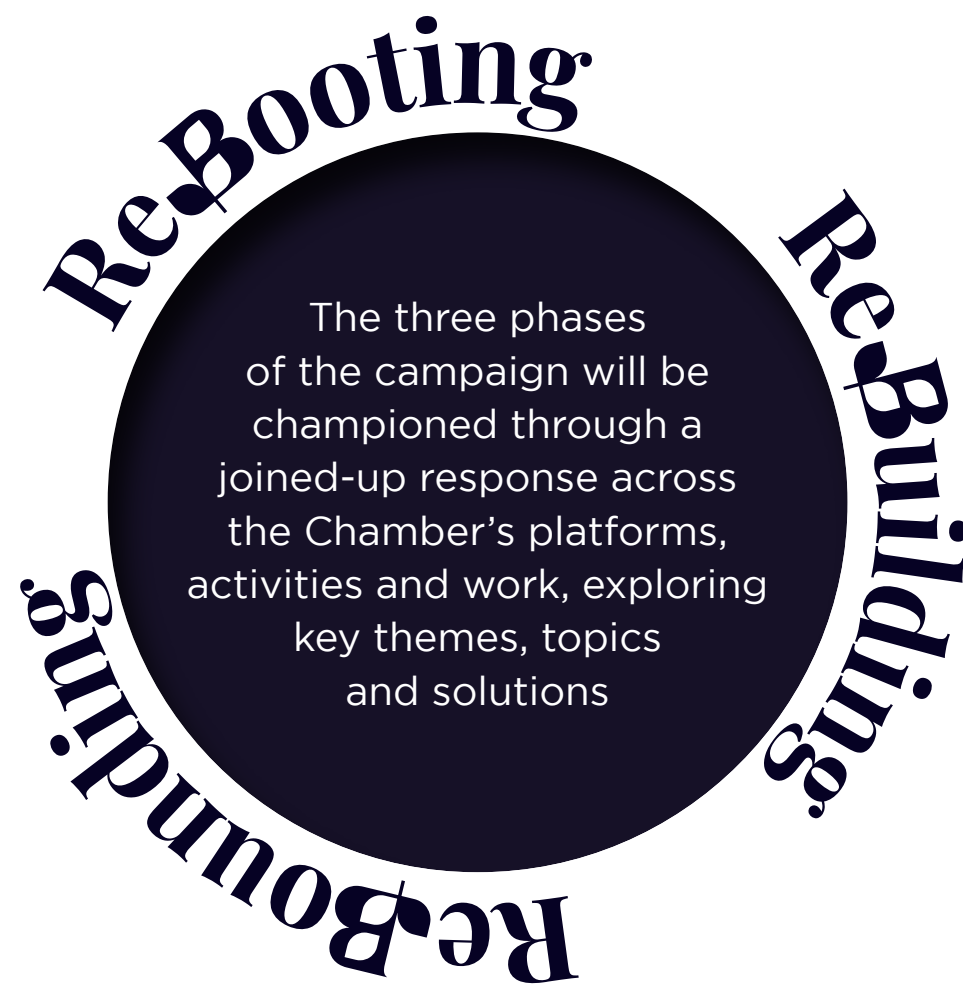 ReBooting
ReBuilding
ReBounding
The three phases
of the campaign will be
championed through a
joined-up response across
the Chamber’s platforms,
activities and work, exploring
key themes, topics
and solutions